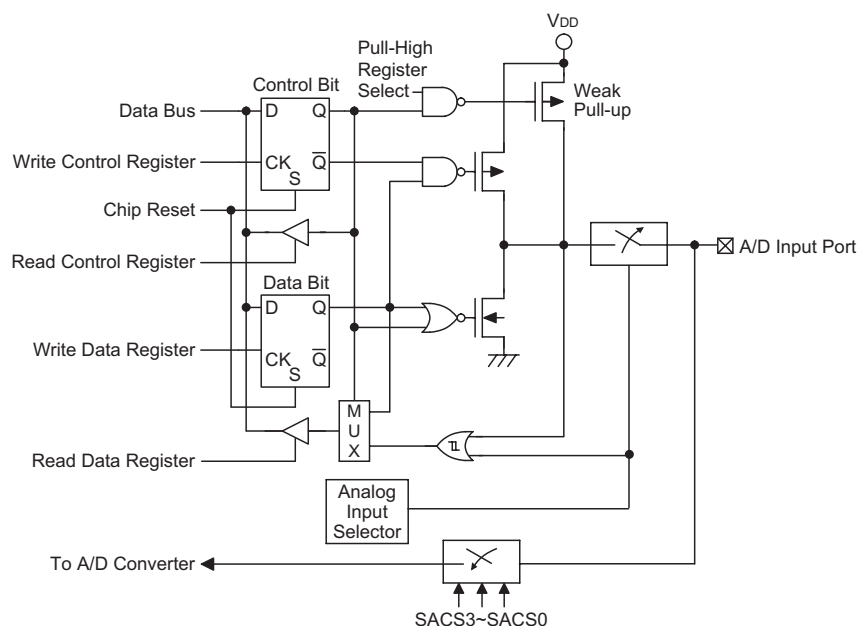 VDD
Pull-High
Register
Select
Control Bit
Weak
Pull-up
Data Bus
D
Q
Write Control Register
CK
Q
S
Chip Reset
Read Control Register
A/D Input Port
Data Bit
D
Q
Write Data Register
CK
Q
S
M
U
X
Read Data Register
Analog
Input
Selector
To A/D Converter
SACS3~SACS0